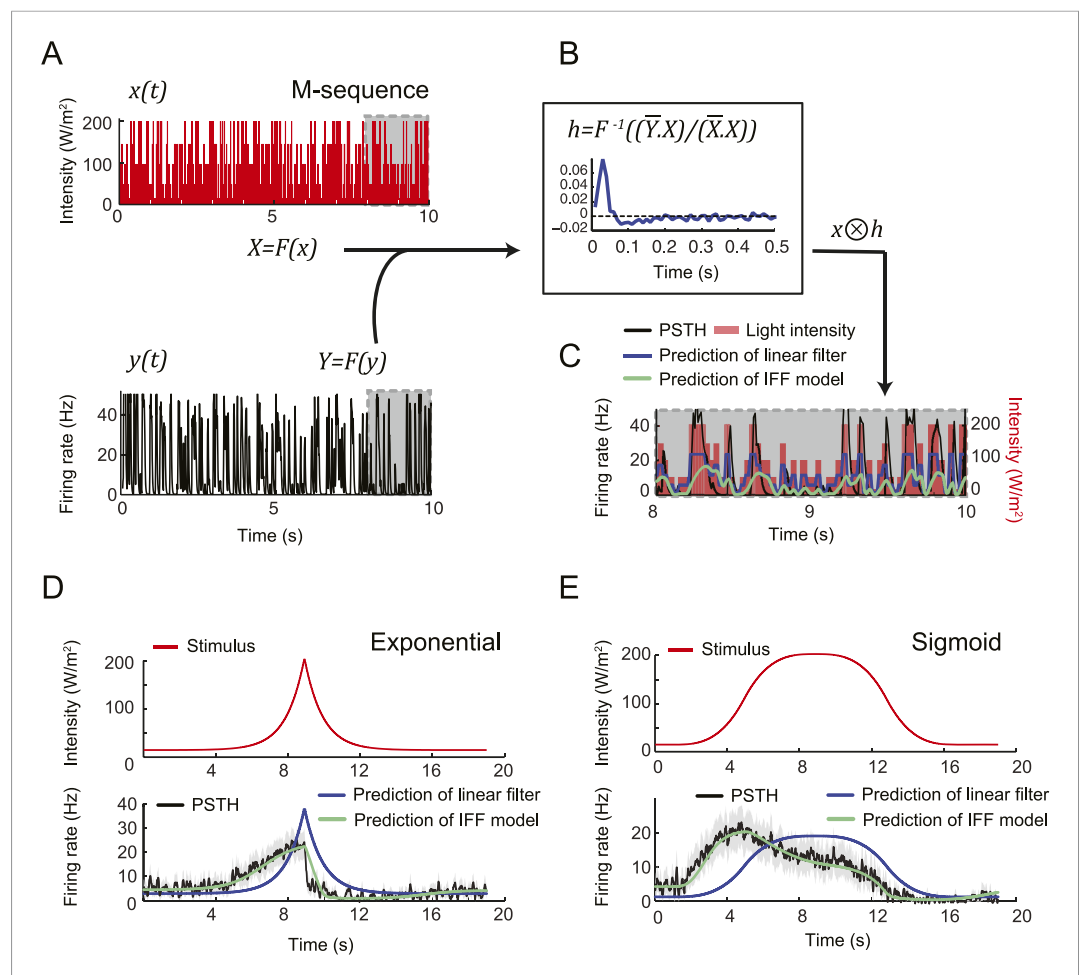 A
x(t)
M-sequence
Intensity (W/m²)
200
100
0
0
5
10
X=F(x)
y(t)
Y=F(y)
Firing rate (Hz)
40
20
0
0
5
10
Time (s)
B
h=F⁻¹((Y̅.X)/(X̅.X))
0.06
0.04
0.02
0
−0.02
0
0.1
0.2
0.3
0.4
0.5
Time (s)
x⊗h
PSTH Light intensity
Prediction of linear filter
Prediction of IFF model
C
Firing rate (Hz)
40
20
0
200
100
0
Intensity (W/m²)
8
9
10
Time (s)
D
Stimulus
Exponential
Intensity (W/m²)
200
100
0
4
8
12
16
20
PSTH
Prediction of linear filter
Prediction of IFF model
Firing rate (Hz)
40
30
20
10
0
4
8
12
16
20
Time (s)
E
Stimulus
Sigmoid
Intensity (W/m²)
200
100
0
0
4
8
12
16
20
PSTH
Prediction of linear filter
Prediction of IFF model
Firing rate (Hz)
20
10
0
0
4
8
12
16
20
Time (s)